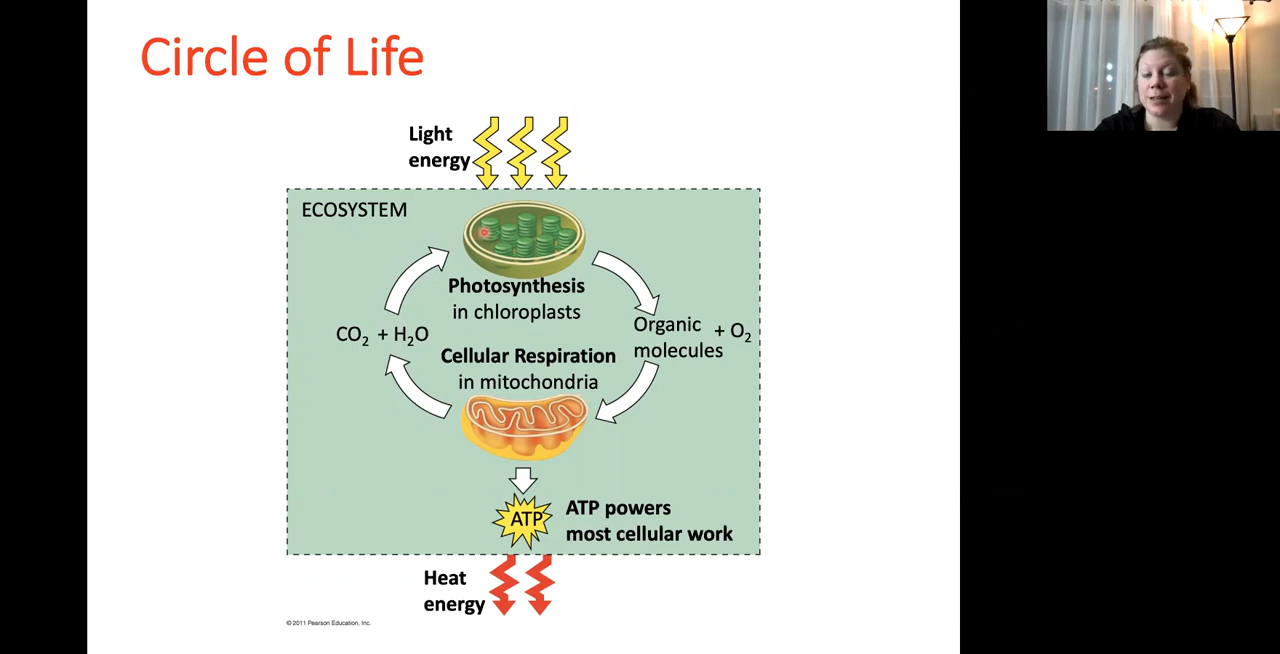 Circle of Life
Light
energy
ECOSYSTEM
Photosynthesis
in chloroplasts
CO₂ + H₂O
Organic
molecules
+ O₂
Cellular Respiration
in mitochondria
ATP
ATP powers
most cellular work
Heat
energy
© 2011 Pearson Education, Inc.